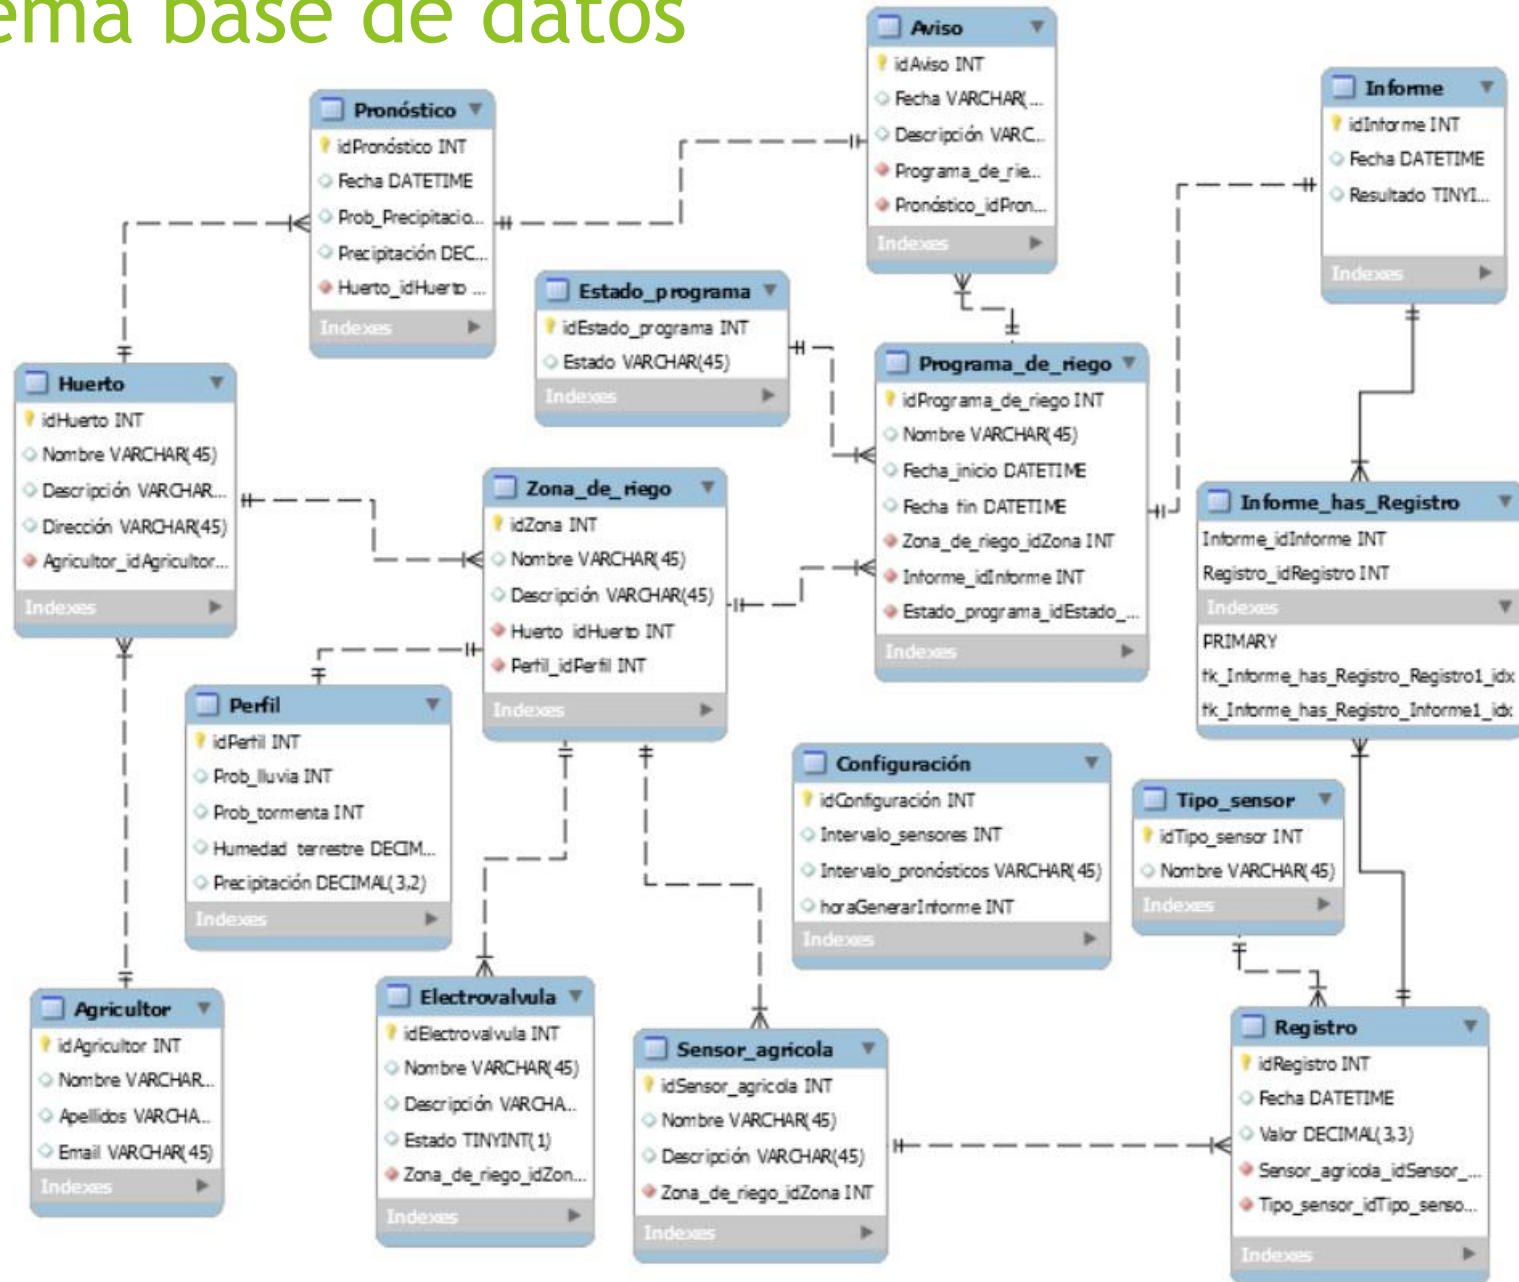 ema base de datos
Pronóstico
idPronóstico INT
Fecha DATETIME
Prob_Precipitacio...
Precipitación DEC...
Huerto_idHuerto ...
Indexes
Aviso
idAviso INT
Fecha VARCHAR(...
Descripción VARC...
Programa_de_rie...
Pronóstico_idPron...
Indexes
Informe
idInforme INT
Fecha DATETIME
Resultado TINYI...
Indexes
Estado_programa
idEstado_programa INT
Estado VARCHAR(45)
Indexes
Huerto
idHuerto INT
Nombre VARCHAR(45)
Descripción VARCHAR...
Dirección VARCHAR(45)
Agricultor_idAgricultor...
Indexes
Programa_de_riego
idPrograma_de_riego INT
Nombre VARCHAR(45)
Fecha_inicio DATETIME
Fecha fin DATETIME
Zona_de_riego_idZona INT
Informe_idInforme INT
Estado_programa_idEstado_...
Indexes
Zona_de_riego
idZona INT
Nombre VARCHAR(45)
Descripción VARCHAR(45)
Huerto idHuerto INT
Perfil_idPerfil INT
Indexes
Informe_has_Registro
Informe_idInforme INT
Registro_idRegistro INT
Indexes
PRIMARY
fk_Informe_has_Registro_Registro1_idx
fk_Informe_has_Registro_Informe1_idx
Perfil
idPerfil INT
Prob_lluvia INT
Prob_tormenta INT
Humedad terrestre DECIM...
Precipitación DECIMAL(3,2)
Indexes
Configuración
idConfiguración INT
Intervalo_sensores INT
Intervalo_pronósticos VARCHAR(45)
horaGenerarInforme INT
Indexes
Tipo_sensor
idTipo_sensor INT
Nombre VARCHAR(45)
Indexes
Agricultor
idAgricultor INT
Nombre VARCHAR...
Apellidos VARCHA...
Email VARCHAR(45)
Indexes
Electrovalvula
idElectrovalvula INT
Nombre VARCHAR(45)
Descripción VARCHA...
Estado TINYINT(1)
Zona_de_riego_idZon...
Indexes
Sensor_agricola
idSensor_agricola INT
Nombre VARCHAR(45)
Descripción VARCHAR(45)
Zona_de_riego_idZona INT
Indexes
Registro
idRegistro INT
Fecha DATETIME
Valor DECIMAL(3,3)
Sensor_agricola_idSensor_...
Tipo_sensor_idTipo_senso...
Indexes